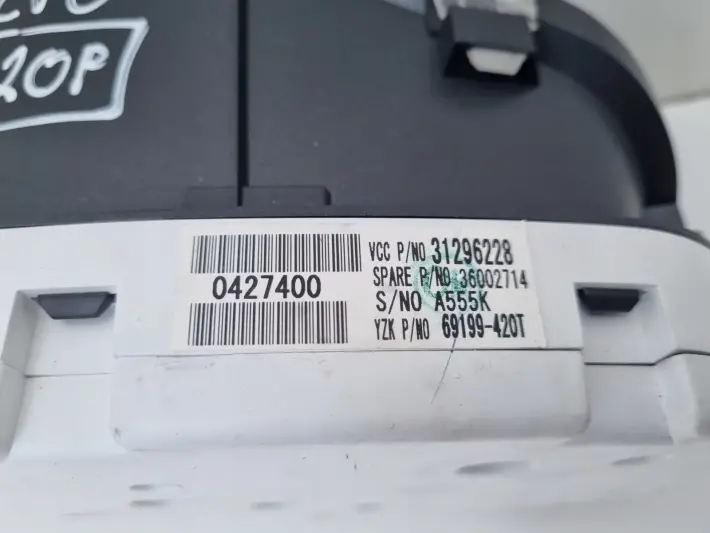 20P
0427400
VCC P/NO 31296228
SPARE P/NO 36002714
S/NO A555K
YZK P/NO 69199-420T